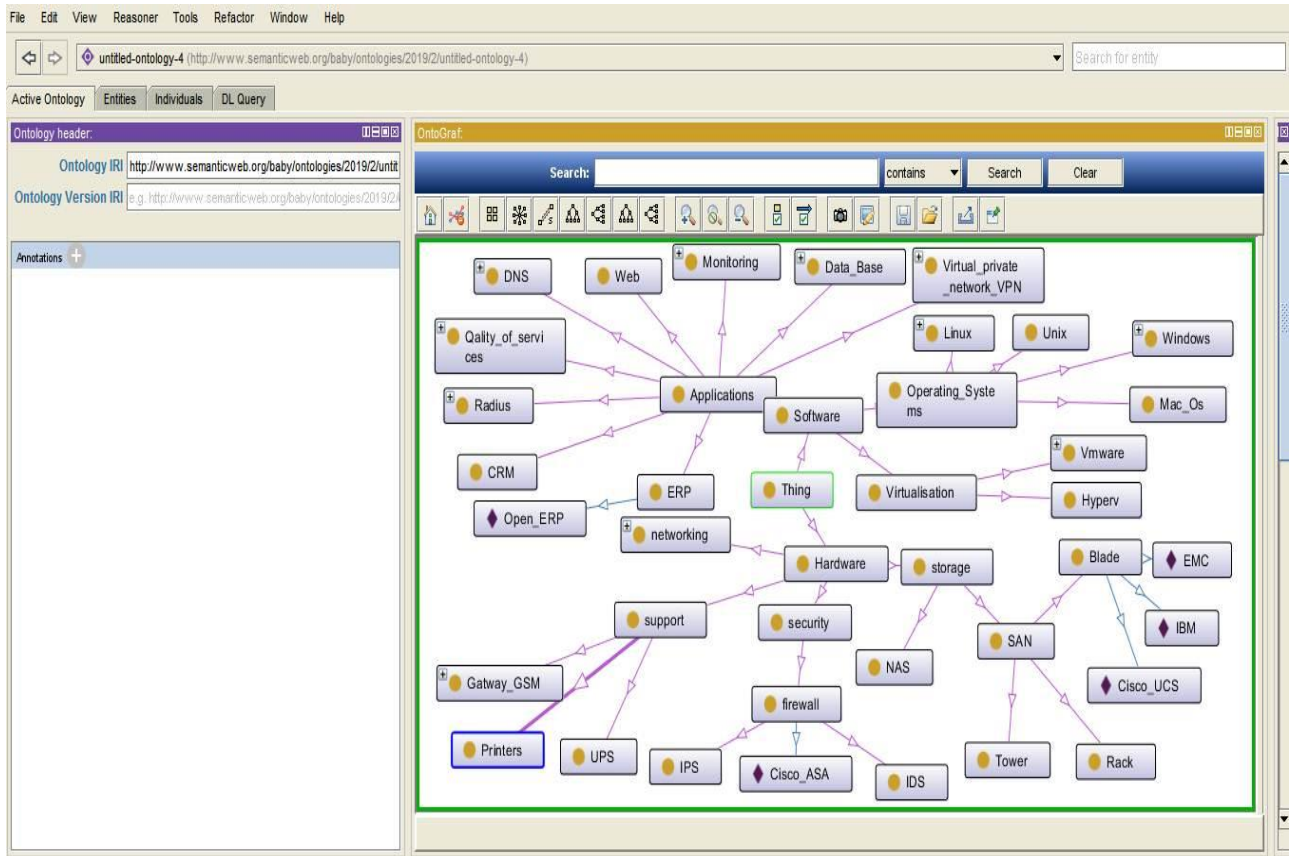 File Edit View Reasoner Tools Refactor Window Help
untitled-ontology-4 (http://www.semanticweb.org/baby/ontologies/2019/2/untitled-ontology-4)
Search for entity
Active Ontology Entities Individuals DL Query
Ontology header:
Ontology IRI http://www.semanticweb.org/baby/ontologies/2019/2/untit
Ontology Version IRI e.g. http://www.semanticweb.org/baby/ontologies/2019/2/
Annotations
OntoGraf:
Search: contains Search Clear
DNS
Web
Monitoring
Data_Base
Virtual_private
_network_VPN
Qality_of_servi
ces
Linux
Unix
Windows
Radius
Applications
Software
Operating_Syste
ms
Mac_Os
CRM
ERP
Thing
Virtualisation
Vmware
Hyperv
Open_ERP
networking
Hardware
storage
Blade
EMC
support
security
SAN
IBM
Gatway_GSM
NAS
Cisco_UCS
firewall
Printers
UPS
IPS
Cisco_ASA
IDS
Tower
Rack